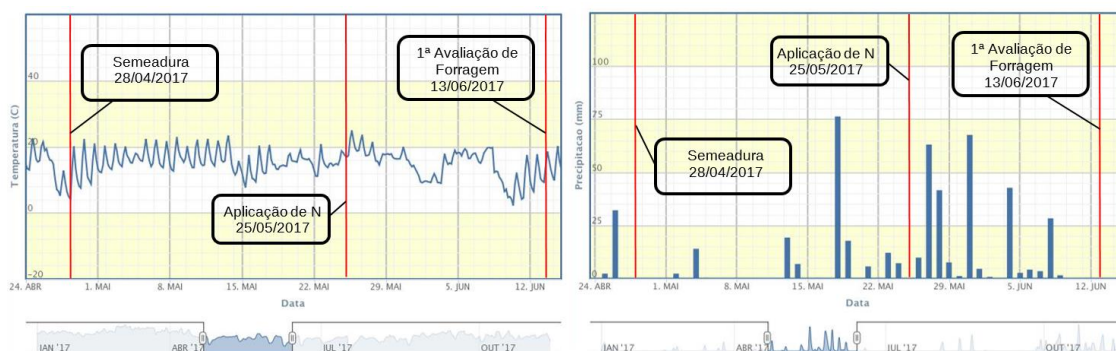 Semeadura
28/04/2017
1ª Avaliação de
Forragem
13/06/2017
Aplicação de N
25/05/2017
Temperatura (C)
40
20
0
-20
24. ABR
1. MAI
8. MAI
15. MAI
22. MAI
29. MAI
5. JUN
12. JUN
Data
JAN '17
ABR '17
JUL '17
OUT '17
Aplicação de N
25/05/2017
1ª Avaliação de
Forragem
13/06/2017
Semeadura
28/04/2017
Precipitacao (mm)
100
75
50
25
0
24. ABR
1. MAI
8. MAI
15. MAI
22. MAI
29. MAI
5. JUN
12. JUN
Data
JAN '17
ABR '17
JUL '17
OUT '17